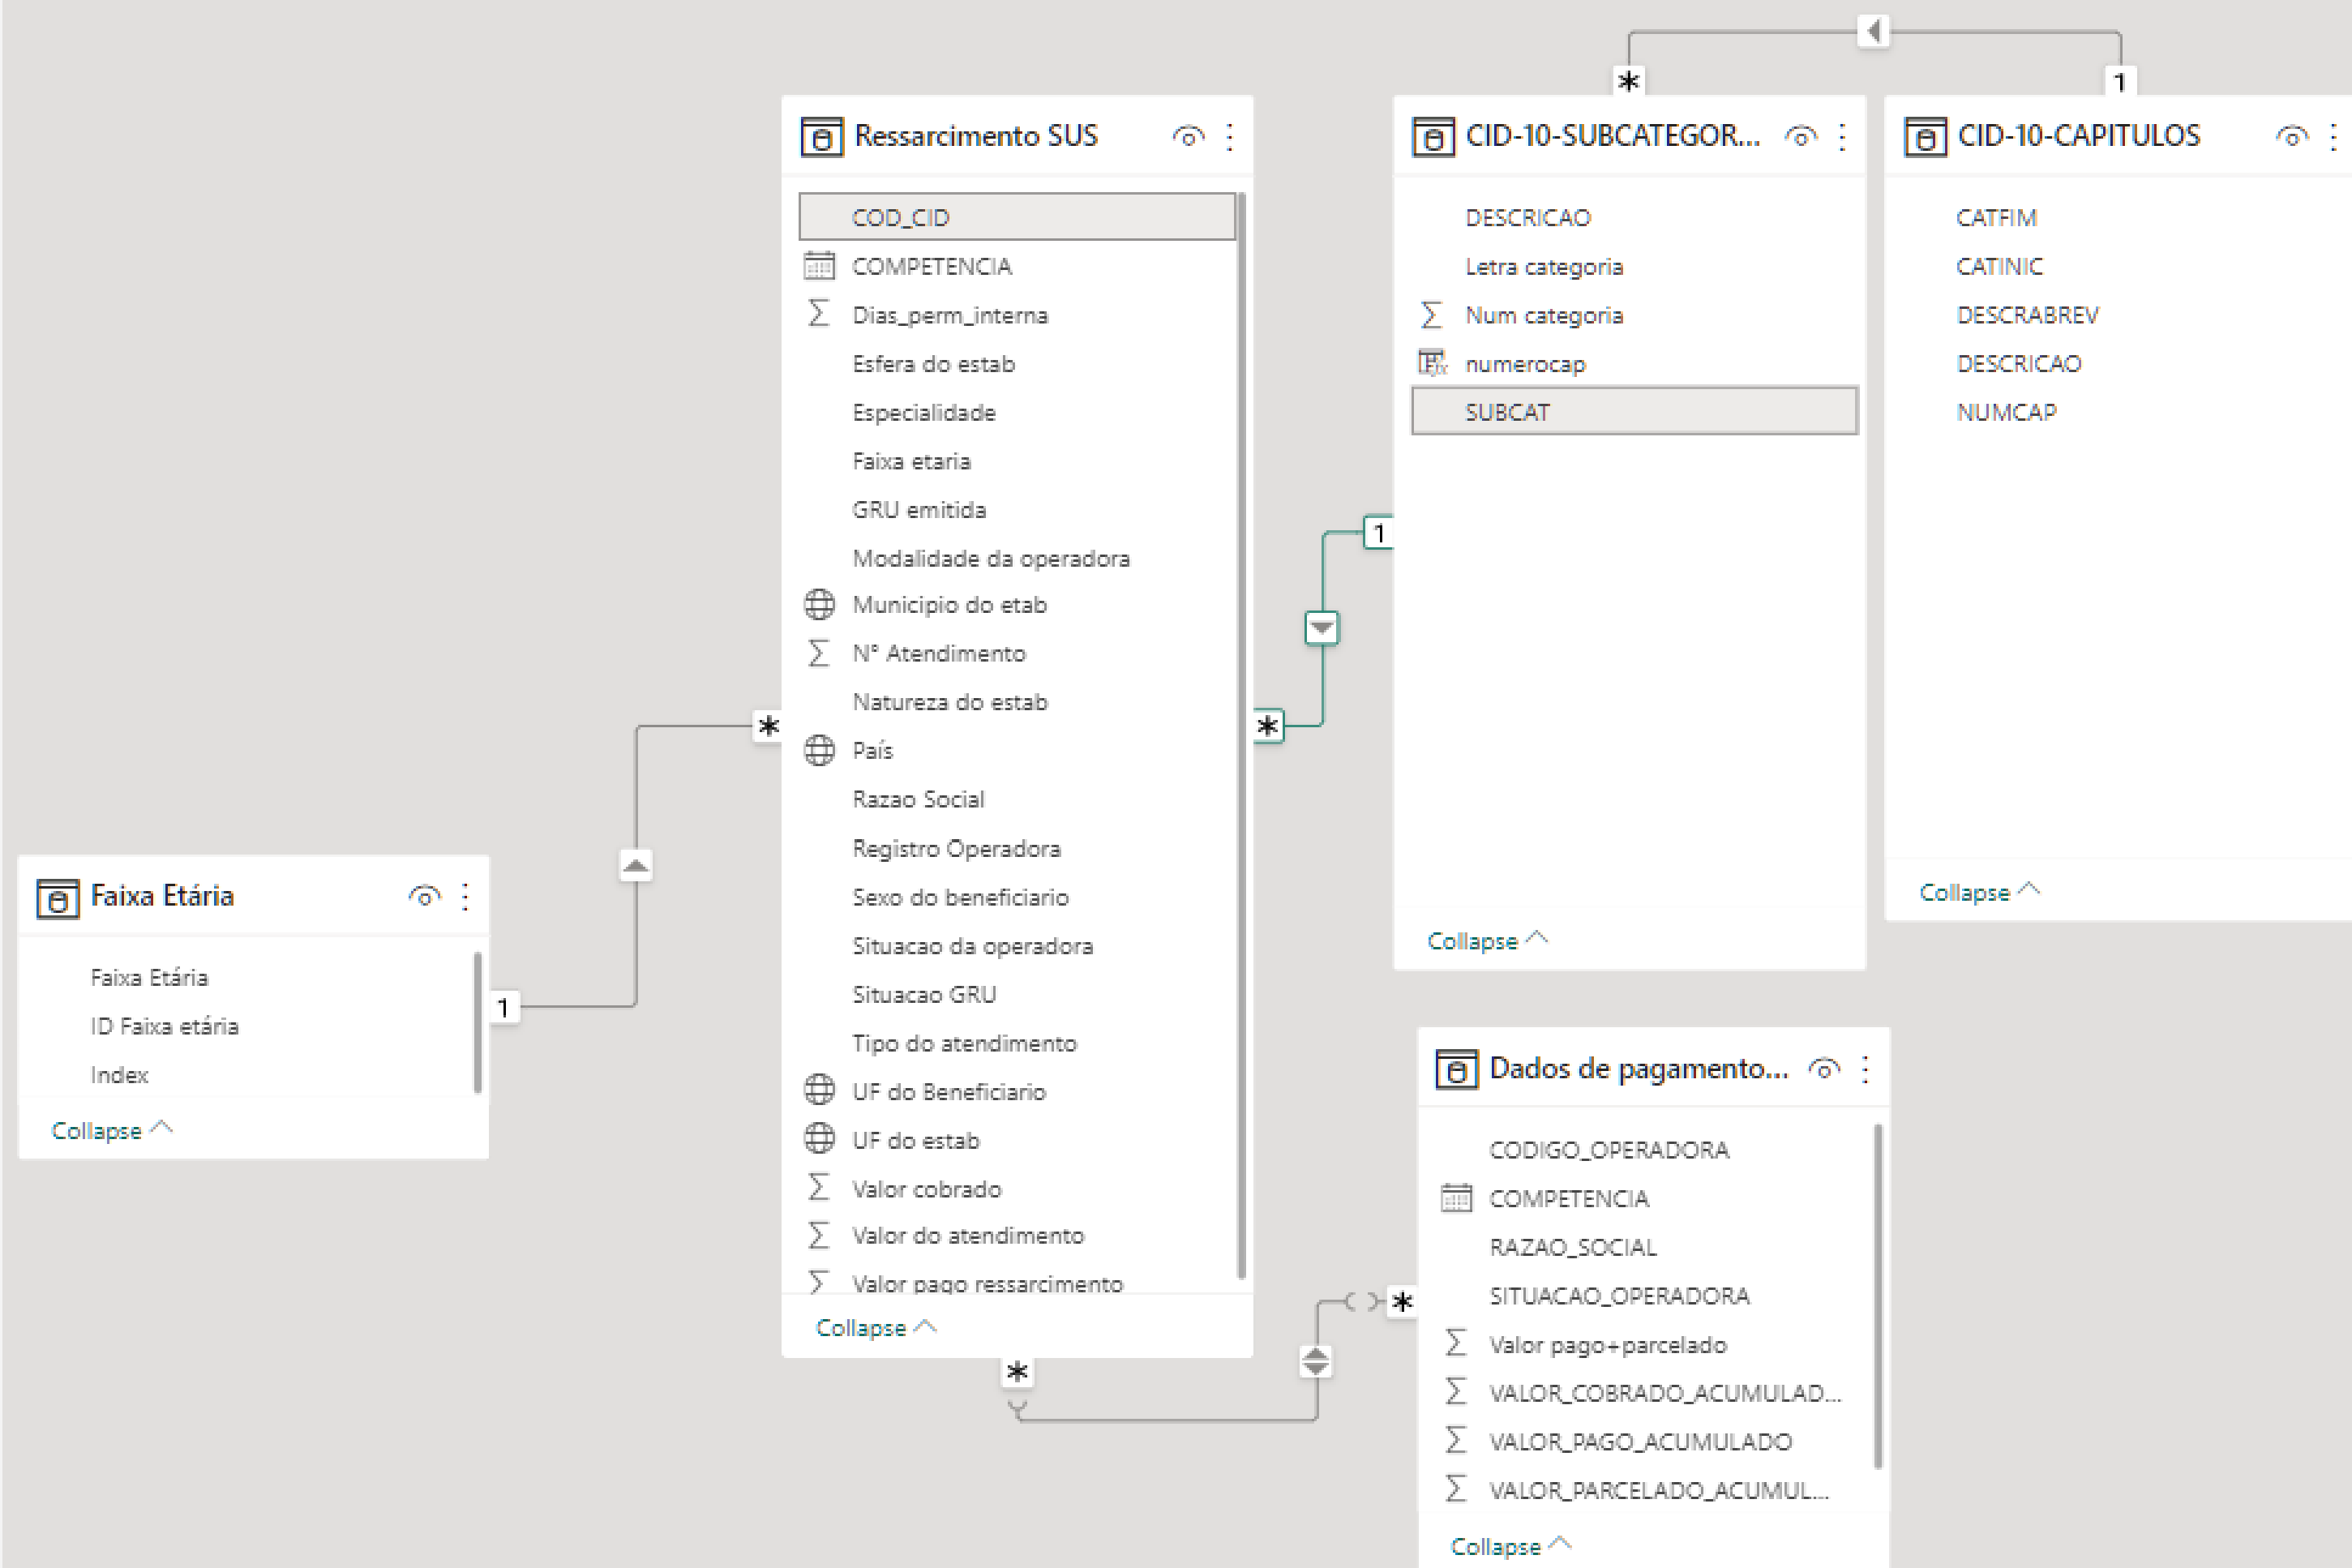 Ressarcimento SUS
COD_CID
COMPETENCIA
Dias_perm_interna
Esfera do estab
Especialidade
Faixa etaria
GRU emitida
Modalidade da operadora
Municipio do etab
N° Atendimento
Natureza do estab
País
Razao Social
Registro Operadora
Sexo do beneficiario
Situacao da operadora
Situacao GRU
Tipo do atendimento
UF do Beneficiario
UF do estab
Valor cobrado
Valor do atendimento
Valor pago ressarcimento
Collapse
*
*
*
*
1
CID-10-SUBCATEGOR...
DESCRICAO
Letra categoria
Num categoria
numerocap
SUBCAT
Collapse
1
CID-10-CAPITULOS
CATFIM
CATINIC
DESCRABREV
DESCRICAO
NUMCAP
Collapse
Faixa Etária
Faixa Etária
ID Faixa etária
Index
Collapse
1
Dados de pagamento...
CODIGO_OPERADORA
COMPETENCIA
RAZAO_SOCIAL
SITUACAO_OPERADORA
Valor pago+parcelado
VALOR_COBRADO_ACUMULAD...
VALOR_PAGO_ACUMULADO
VALOR_PARCELADO_ACUMUL...
Collapse
*